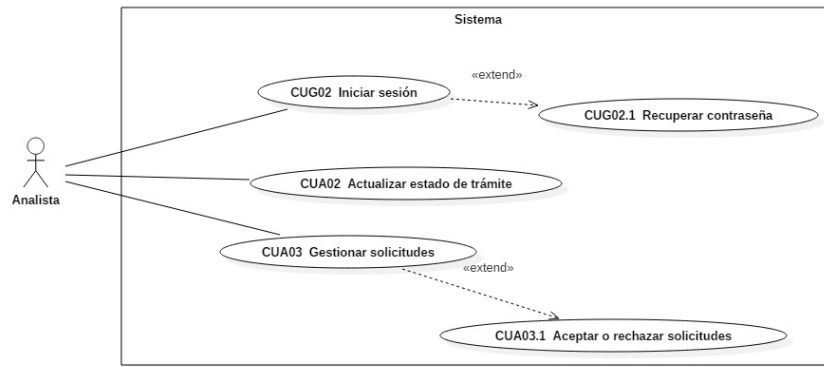 Sistema
«extend»
CUG02 Iniciar sesión
CUG02.1 Recuperar contraseña
CUA02 Actualizar estado de trámite
Analista
CUA03 Gestionar solicitudes
«extend»
CUA03.1 Aceptar o rechazar solicitudes